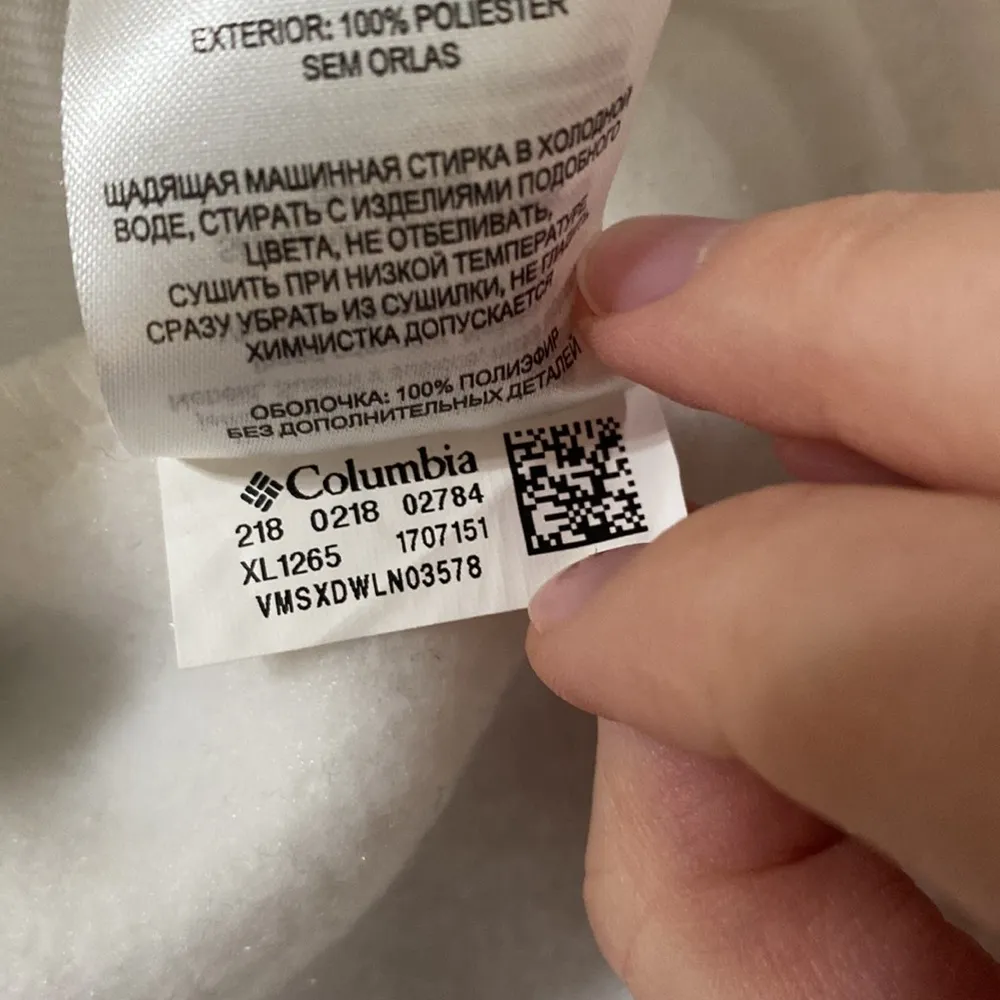 EXTERIOR: 100% POLIESTER
SEM ORLAS
ЩАДЯЩАЯ МАШИННАЯ СТИРКА В ХОЛОДНОЙ
ВОДЕ, СТИРАТЬ С ИЗДЕЛИЯМИ ПОДОБНОГО
ЦВЕТА, НЕ ОТБЕЛИВАТЬ,
СУШИТЬ ПРИ НИЗКОЙ ТЕМПЕРАТУРЕ
СРАЗУ УБРАТЬ ИЗ СУШИЛКИ, НЕ ГЛАДИТЬ
ХИМЧИСТКА ДОПУСКАЕТСЯ
ОБОЛОЧКА: 100% ПОЛИЭФИР
БЕЗ ДОПОЛНИТЕЛЬНЫХ ДЕТАЛЕЙ
Columbia
218 0218 02784
XL1265 1707151
VMSXDWLN03578